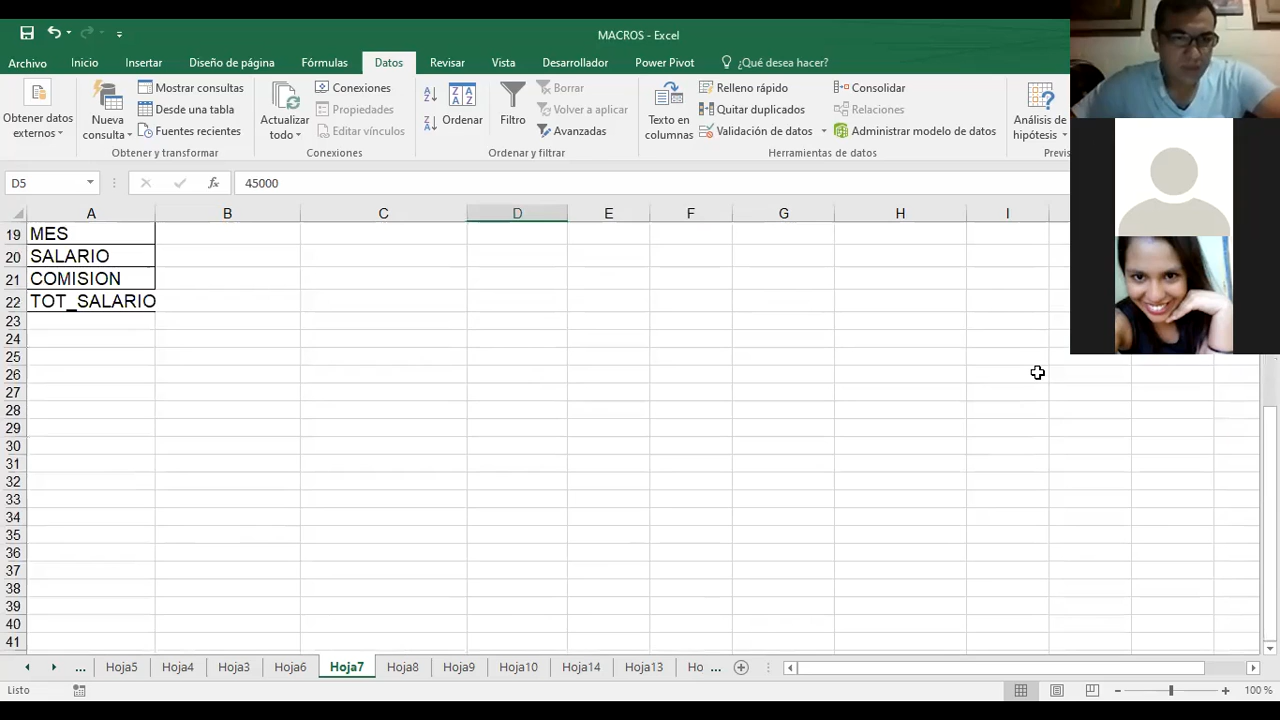 MACROS - Excel
Archivo Inicio Insertar Diseño de página Fórmulas Datos Revisar Vista Desarrollador Power Pivot ¿Qué desea hacer?
Obtener datos externos
Nueva consulta
Mostrar consultas
Desde una tabla
Fuentes recientes
Obtener y transformar
Actualizar todo
Conexiones
Propiedades
Editar vínculos
Conexiones
Ordenar
Filtro
Borrar
Volver a aplicar
Avanzadas
Ordenar y filtrar
Texto en columnas
Relleno rápido
Quitar duplicados
Validación de datos
Consolidar
Relaciones
Administrar modelo de datos
Herramientas de datos
Análisis de hipótesis
Previs
D5 fx 45000
A B C D E F G H I
19 MES
20 SALARIO
21 COMISION
22 TOT_SALARIO
23
24
25
26
27
28
29
30
31
32
33
34
35
36
37
38
39
40
41
... Hoja5 Hoja4 Hoja3 Hoja6 Hoja7 Hoja8 Hoja9 Hoja10 Hoja14 Hoja13 Ho ...
Listo 100 %